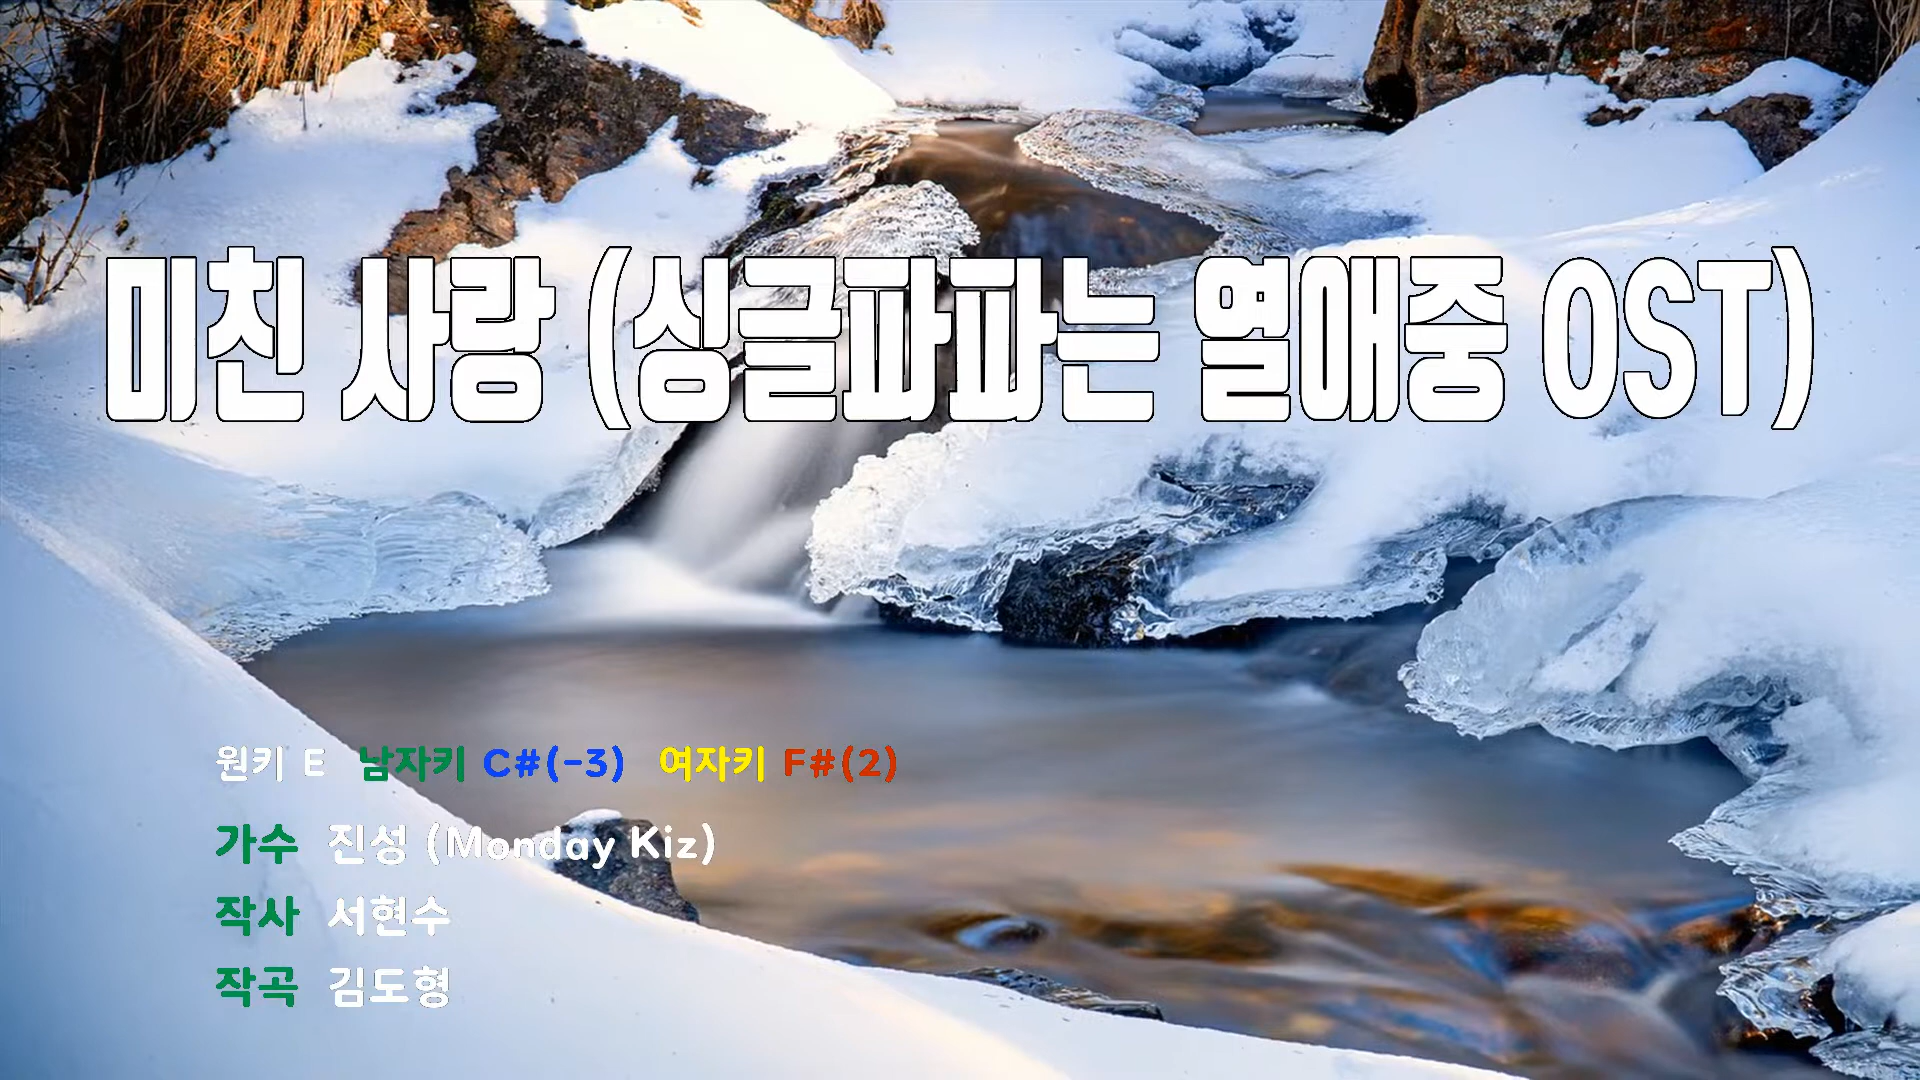 미친 사랑 (싱글파파는 열애중 OST)
원키 E 남자키 C#(-3) 여자키 F#(2)
가수 진성 (Monday Kiz)
작사 서현수
작곡 김도형